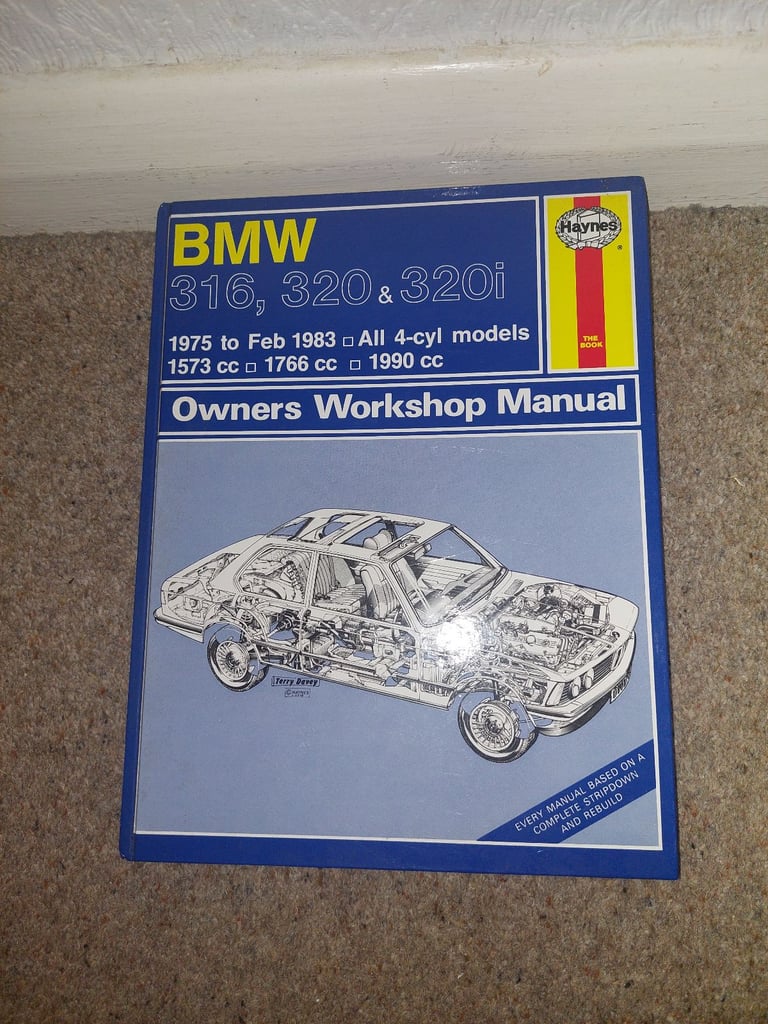 BMW
316, 320 & 320i
1975 to Feb 1983 □ All 4-cyl models
1573 cc □ 1766 cc □ 1990 cc
Haynes
®
THE
BOOK
Owners Workshop Manual
Terry Davey
EVERY MANUAL BASED ON A
COMPLETE STRIPDOWN
AND REBUILD